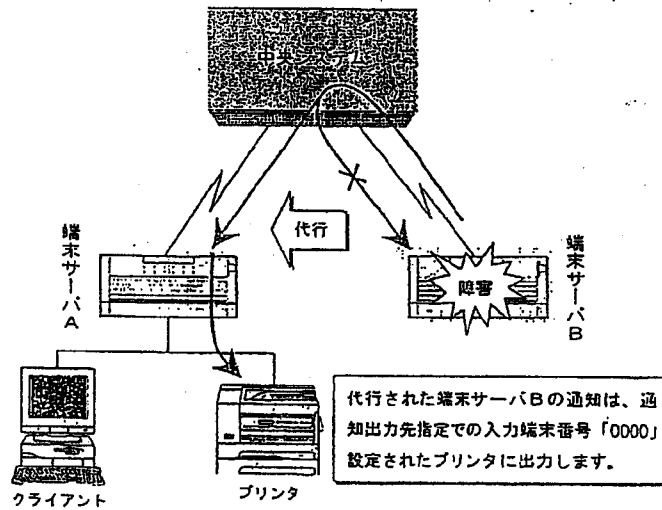 中央システム
代行
端末サーバA
端末サーバB
障害
代行された端末サーバBの通知は、通
知出力先指定での入力端末番号「0000」
設定されたプリンタに出力します。
クライアント
プリンタ